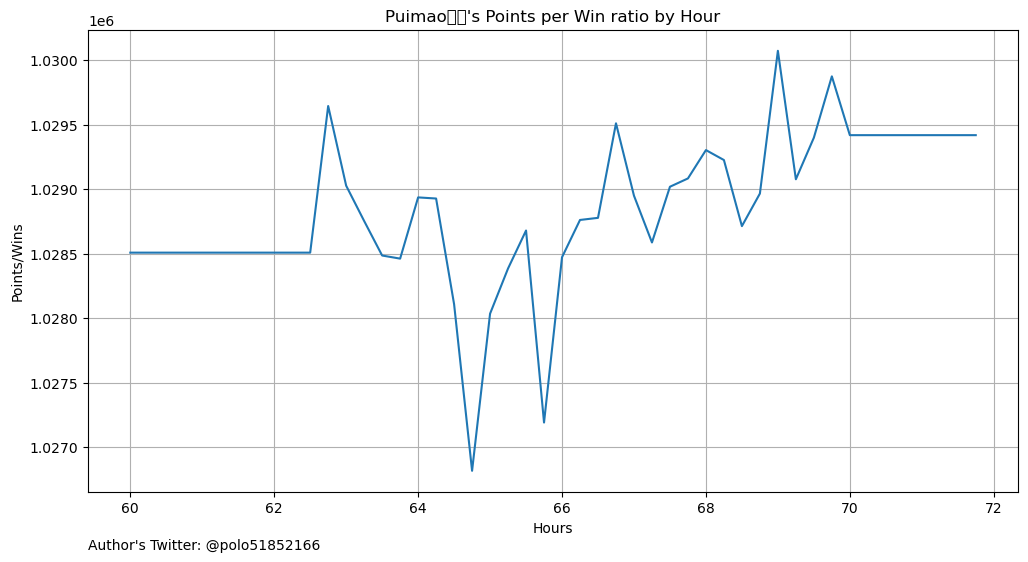 Puimao▯▯'s Points per Win ratio by Hour
1e6
1.0300
1.0295
1.0290
1.0285
1.0280
1.0275
1.0270
Points/Wins
60 62 64 66 68 70 72
Hours
Author's Twitter: @polo51852166